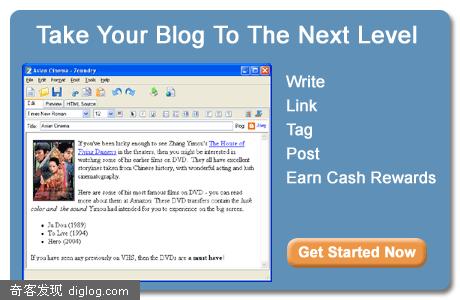 Take Your Blog To The Next Level
Asian Cinema - Zoundry
File Edit Format Post Tools Help
Edit Preview HTML Source
Times New Roman 12
Title: Asian Cinema Blog:
If you've been lucky enough to see Zhang Yimou's The House of
Flying Daggers in the theaters, then you might be interested in
watching some of his earlier films on DVD. They all have excellent
storylines taken from Chinese history, with wonderful acting and lush
cinematography.
Here are some of his most famous films on DVD - you can read
more about them at Amazon. These DVD transfers contain the lush
color and the sound Yimou had intended for you to experience on the big screen.
Ju Dou (1989)
To Live (1994)
Hero (2004)
If you have seen any previously on VHS, then the DVDs are a must have!
Write
Link
Tag
Post
Earn Cash Rewards
Get Started Now
奇客发现 diglog.com